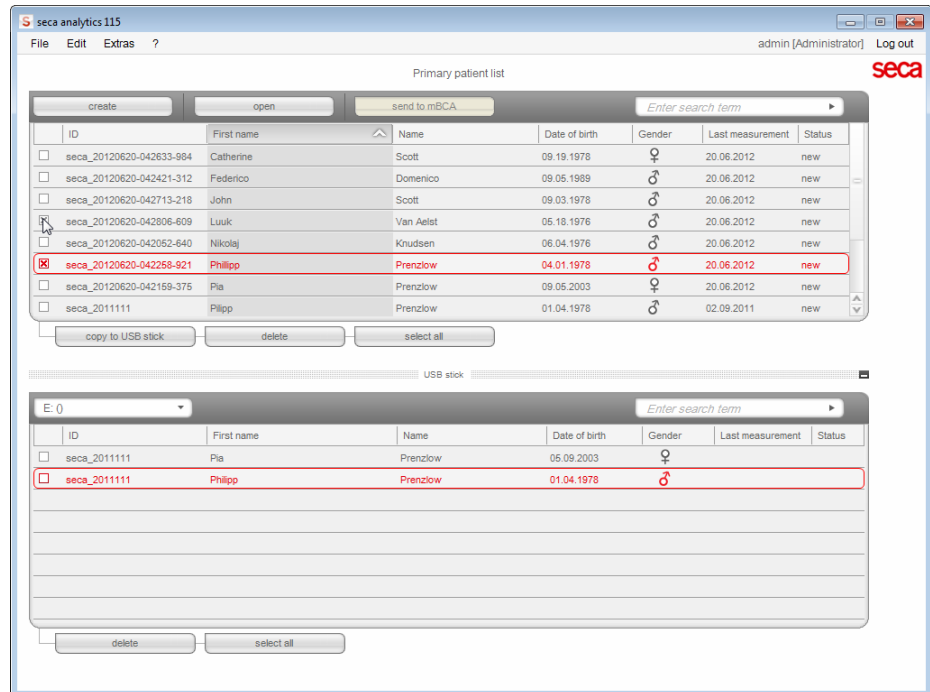 S seca analytics 115
File Edit Extras ? admin [Administrator] Log out
seca
Primary patient list
create open send to mBCA Enter search term
ID First name Name Date of birth Gender Last measurement Status
seca_20120620-042633-984 Catherine Scott 09.19.1978 ♀ 20.06.2012 new
seca_20120620-042421-312 Federico Domenico 09.05.1989 ♂ 20.06.2012 new
seca_20120620-042713-218 John Scott 09.03.1978 ♂ 20.06.2012 new
seca_20120620-042806-609 Luuk Van Aelst 05.18.1976 ♂ 20.06.2012 new
seca_20120620-042052-640 Nikolaj Knudsen 06.04.1976 ♂ 20.06.2012 new
seca_20120620-042258-921 Phillipp Prenzlow 04.01.1978 ♂ 20.06.2012 new
seca_20120620-042159-375 Pia Prenzlow 09.05.2003 ♀ 20.06.2012 new
seca_2011111 Pilipp Prenzlow 01.04.1978 ♂ 02.09.2011 new
copy to USB stick delete select all
USB stick
E: () Enter search term
ID First name Name Date of birth Gender Last measurement Status
seca_2011111 Pia Prenzlow 05.09.2003 ♀
seca_2011111 Philipp Prenzlow 01.04.1978 ♂
delete select all